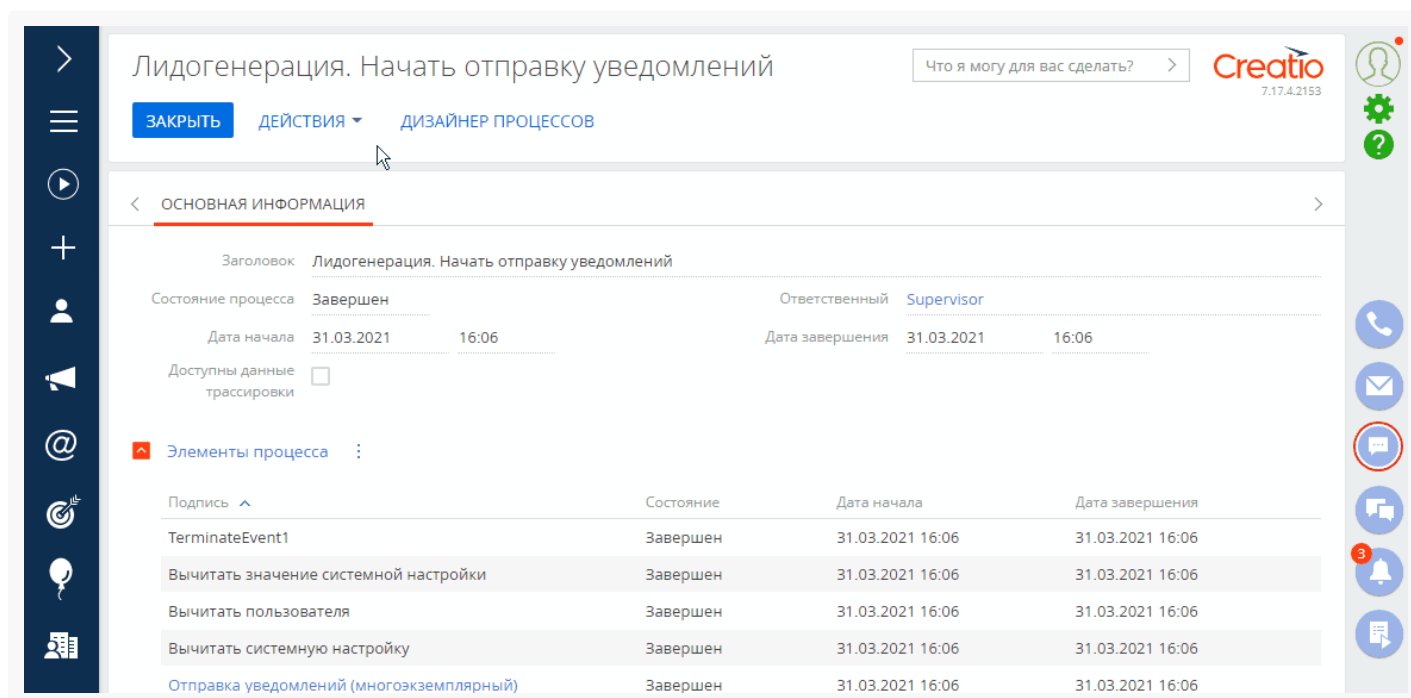 Лидогенерация. Начать отправку уведомлений
Что я могу для вас сделать?
Creatio
7.17.4.2153
ЗАКРЫТЬ ДЕЙСТВИЯ ДИЗАЙНЕР ПРОЦЕССОВ
ОСНОВНАЯ ИНФОРМАЦИЯ
Заголовок Лидогенерация. Начать отправку уведомлений
Состояние процесса Завершен Ответственный Supervisor
Дата начала 31.03.2021 16:06 Дата завершения 31.03.2021 16:06
Доступны данные
трассировки
Элементы процесса
Подпись Состояние Дата начала Дата завершения
TerminateEvent1 Завершен 31.03.2021 16:06 31.03.2021 16:06
Вычитать значение системной настройки Завершен 31.03.2021 16:06 31.03.2021 16:06
Вычитать пользователя Завершен 31.03.2021 16:06 31.03.2021 16:06
3
Вычитать системную настройку Завершен 31.03.2021 16:06 31.03.2021 16:06
Отправка уведомлений (многоэкземплярный) Завершен 31.03.2021 16:06 31.03.2021 16:06